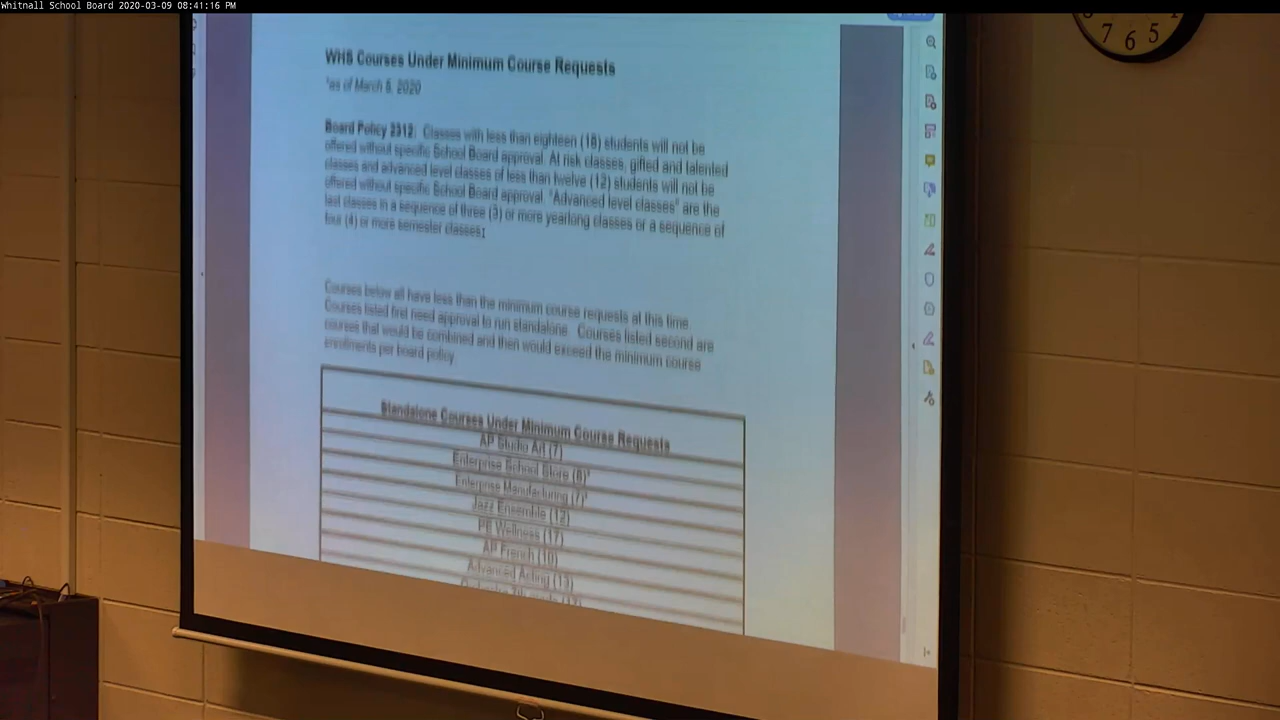 Whitnall School Board 2020-03-09 08:41:16 PM
7 6 5
WHS Courses Under Minimum Course Requests
*as of March 5, 2020
Board Policy 2312: Classes with less than eighteen (18) students will not be
offered without specific School Board approval. At risk classes, gifted and talented
classes and advanced level classes of less than twelve (12) students will not be
offered without specific School Board approval. "Advanced level classes" are the
last classes in a sequence of three (3) or more yearlong classes or a sequence of
four (4) or more semester classes.
Courses below all have less than the minimum course requests at this time.
Courses listed first need approval to run standalone. Courses listed second are
courses that would be combined and then would exceed the minimum course
enrollments per board policy.
Standalone Courses Under Minimum Course Requests
AP Studio Art (7)
Enterprise School Store (8)*
Enterprise Manufacturing (7)*
Jazz Ensemble (12)
PE Wellness (17)
AP French (10)
Advanced Acting (13)